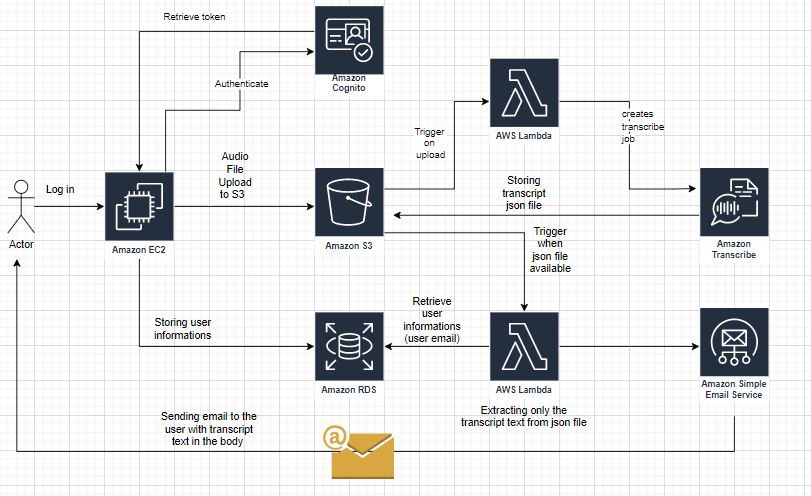 Retrieve token
Amazon
Cognito
Authenticate
AWS Lambda
creates
transcribe
job
Trigger
on
upload
Audio
File
Upload
to S3
Log in
Actor
Amazon EC2
Amazon S3
Storing
transcript
json file
Amazon
Transcribe
Trigger
when
json file
available
Storing user
informations
Retrieve
user
informations
(user email)
Amazon RDS
AWS Lambda
Amazon Simple
Email Service
Extracting only the
transcript text from json file
Sending email to the
user with transcript
text in the body
@